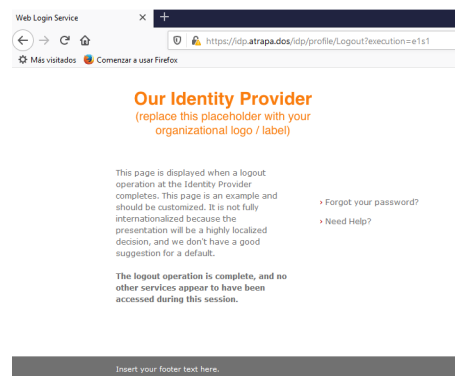 Web Login Service
https://idp.atrapa.dos/idp/profile/Logout?execution=e1s1
Más visitados Comenzar a usar Firefox
Our Identity Provider
(replace this placeholder with your
organizational logo / label)
This page is displayed when a logout
operation at the Identity Provider
completes. This page is an example and
should be customized. It is not fully
internationalized because the
presentation will be a highly localized
decision, and we don't have a good
suggestion for a default.
The logout operation is complete, and no
other services appear to have been
accessed during this session.
› Forgot your password?
› Need Help?
Insert your footer text here.